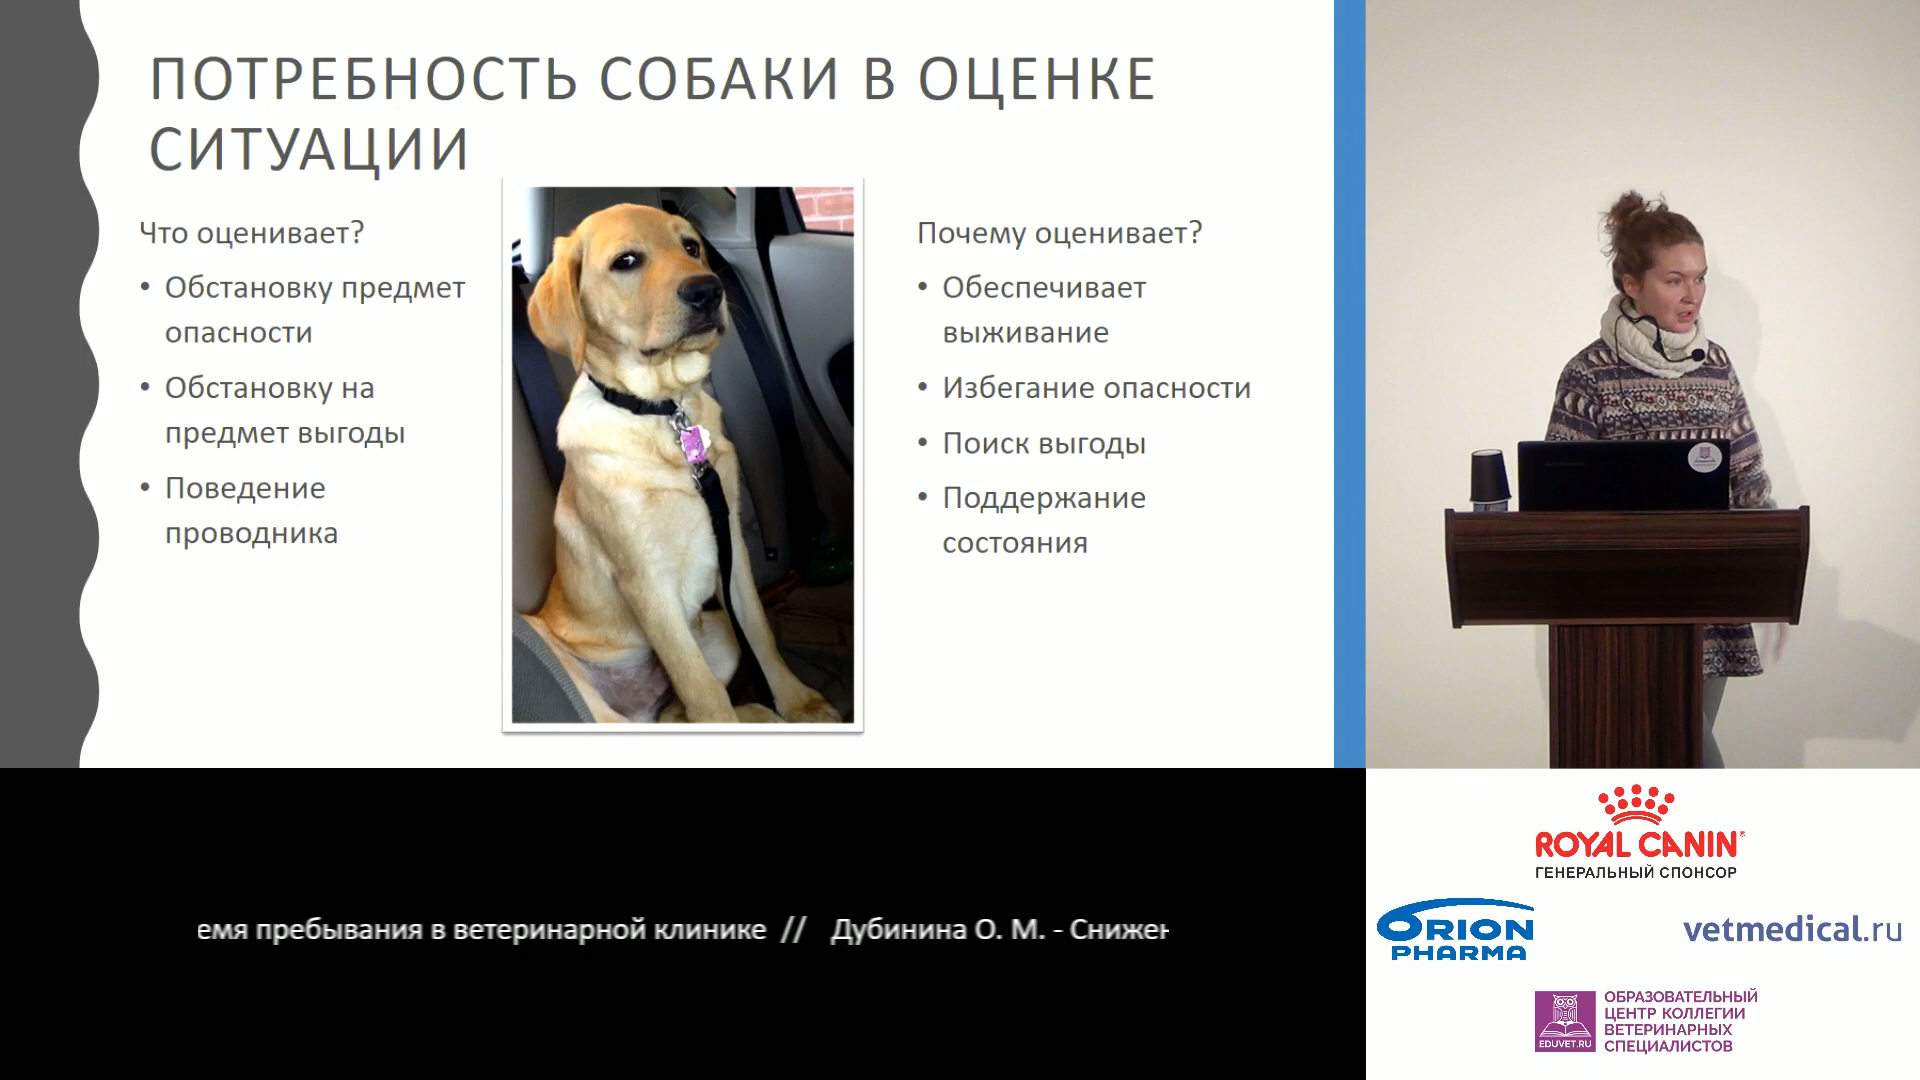 ПОТРЕБНОСТЬ СОБАКИ В ОЦЕНКЕ
СИТУАЦИИ
Что оценивает?
• Обстановку предмет
опасности
• Обстановку на
предмет выгоды
• Поведение
проводника
Почему оценивает?
• Обеспечивает
выживание
• Избегание опасности
• Поиск выгоды
• Поддержание
состояния
емя пребывания в ветеринарной клинике // Дубинина О. М. - Снижен
ROYAL CANIN
ГЕНЕРАЛЬНЫЙ СПОНСОР
ORION
PHARMA
vetmedical.ru
EDUVET.RU
ОБРАЗОВАТЕЛЬНЫЙ
ЦЕНТР КОЛЛЕГИИ
ВЕТЕРИНАРНЫХ
СПЕЦИАЛИСТОВ